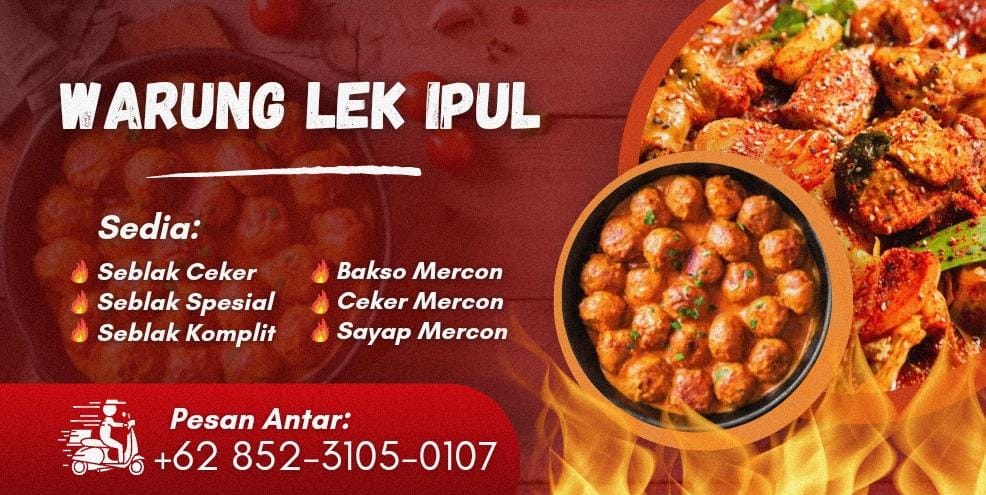 WARUNG LEK IPUL
Sedia:
Seblak Ceker
Seblak Spesial
Seblak Komplit
Bakso Mercon
Ceker Mercon
Sayap Mercon
Pesan Antar:
+62 852-3105-0107